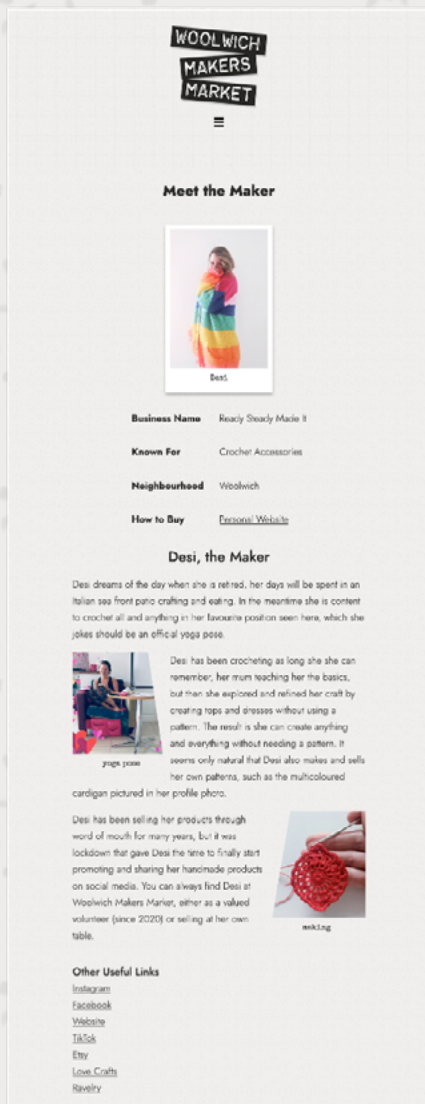 WOOLWICH
MAKERS
MARKET
Meet the Maker
Desi
Business Name Ready Steady Made It
Known For Crochet Accessories
Neighbourhood Woolwich
How to Buy Personal Website
Desi, the Maker
Desi dreams of the day when she is retired, her days will be spent in an
Italian sea front patio crafting and eating. In the meantime she is content
to crochet all and anything in her favourite position seen here, which she
jokes should be an official yoga pose.
Desi has been crocheting as long she she can
remember, her mum teaching her the basics,
but then she explored and refined her craft by
creating tops and dresses without using a
pattern. The result is she can create anything
and everything without needing a pattern. It
seems only natural that Desi also makes and sells
her own patterns, such as the multicoloured
cardigan pictured in her profile photo.
yoga pose
Desi has been selling her products through
word of mouth for many years, but it was
lockdown that gave Desi the time to finally start
promoting and sharing her handmade products
on social media. You can always find Desi at
Woolwich Makers Market, either as a valued
volunteer (since 2020) or selling at her own
table.
making
Other Useful Links
Instagram
Facebook
Website
TikTok
Etsy
Love Crafts
Ravelry